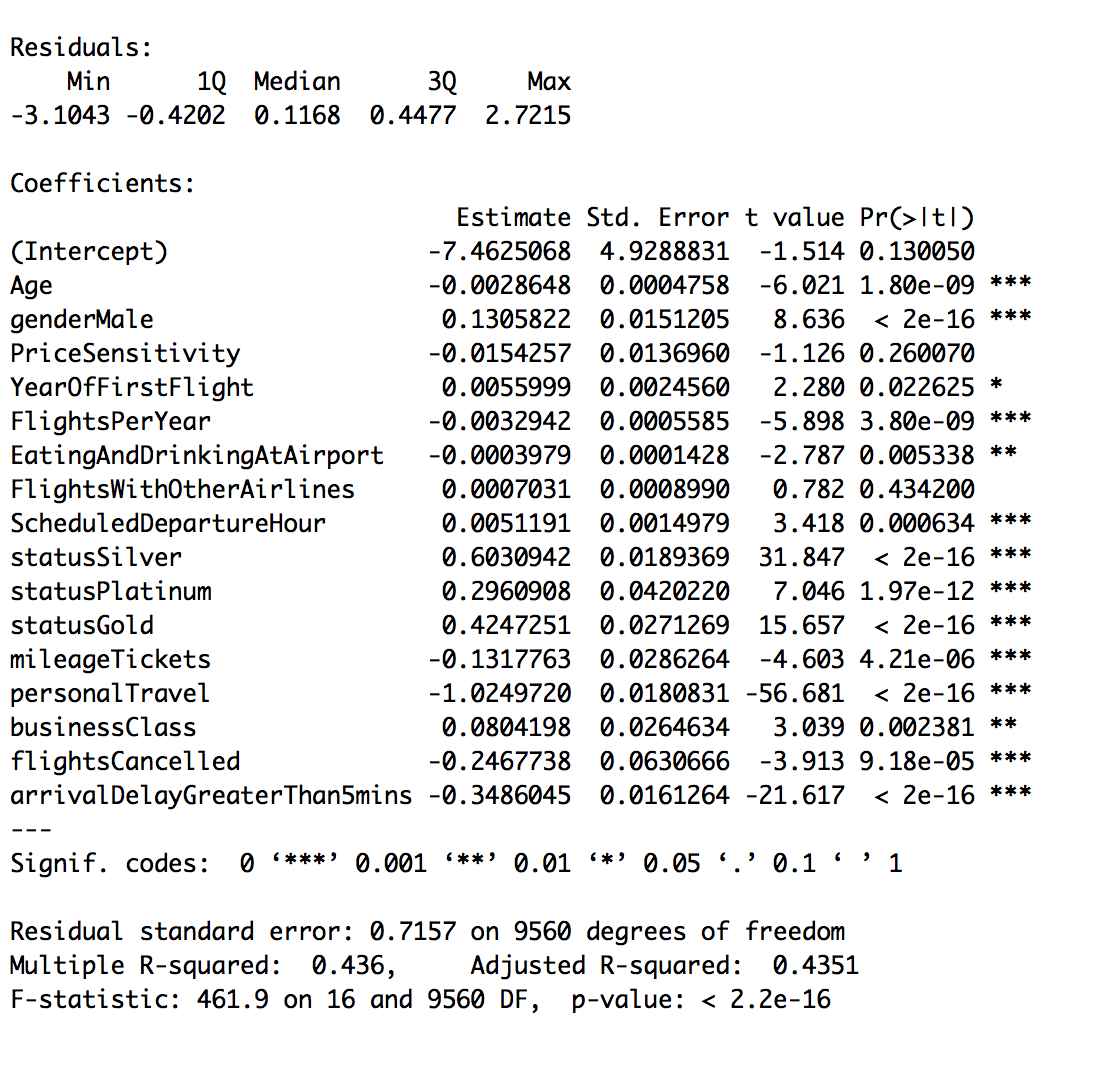 Residuals:
    Min      1Q  Median      3Q     Max
-3.1043 -0.4202  0.1168  0.4477  2.7215
Coefficients:
                             Estimate Std. Error t value Pr(>|t|)
(Intercept)                -7.4625068  4.9288831  -1.514 0.130050
Age                        -0.0028648  0.0004758  -6.021 1.80e-09 ***
genderMale                  0.1305822  0.0151205   8.636  < 2e-16 ***
PriceSensitivity           -0.0154257  0.0136960  -1.126 0.260070
YearOfFirstFlight           0.0055999  0.0024560   2.280 0.022625 *
FlightsPerYear             -0.0032942  0.0005585  -5.898 3.80e-09 ***
EatingAndDrinkingAtAirport -0.0003979  0.0001428  -2.787 0.005338 **
FlightsWithOtherAirlines    0.0007031  0.0008990   0.782 0.434200
ScheduledDepartureHour      0.0051191  0.0014979   3.418 0.000634 ***
statusSilver                0.6030942  0.0189369  31.847  < 2e-16 ***
statusPlatinum              0.2960908  0.0420220   7.046 1.97e-12 ***
statusGold                  0.4247251  0.0271269  15.657  < 2e-16 ***
mileageTickets             -0.1317763  0.0286264  -4.603 4.21e-06 ***
personalTravel             -1.0249720  0.0180831 -56.681  < 2e-16 ***
businessClass               0.0804198  0.0264634   3.039 0.002381 **
flightsCancelled           -0.2467738  0.0630666  -3.913 9.18e-05 ***
arrivalDelayGreaterThan5mins -0.3486045  0.0161264 -21.617  < 2e-16 ***
---
Signif. codes:  0 ‘***’ 0.001 ‘**’ 0.01 ‘*’ 0.05 ‘.’ 0.1 ‘ ’ 1
Residual standard error: 0.7157 on 9560 degrees of freedom
Multiple R-squared:  0.436,     Adjusted R-squared:  0.4351
F-statistic: 461.9 on 16 and 9560 DF,  p-value: < 2.2e-16